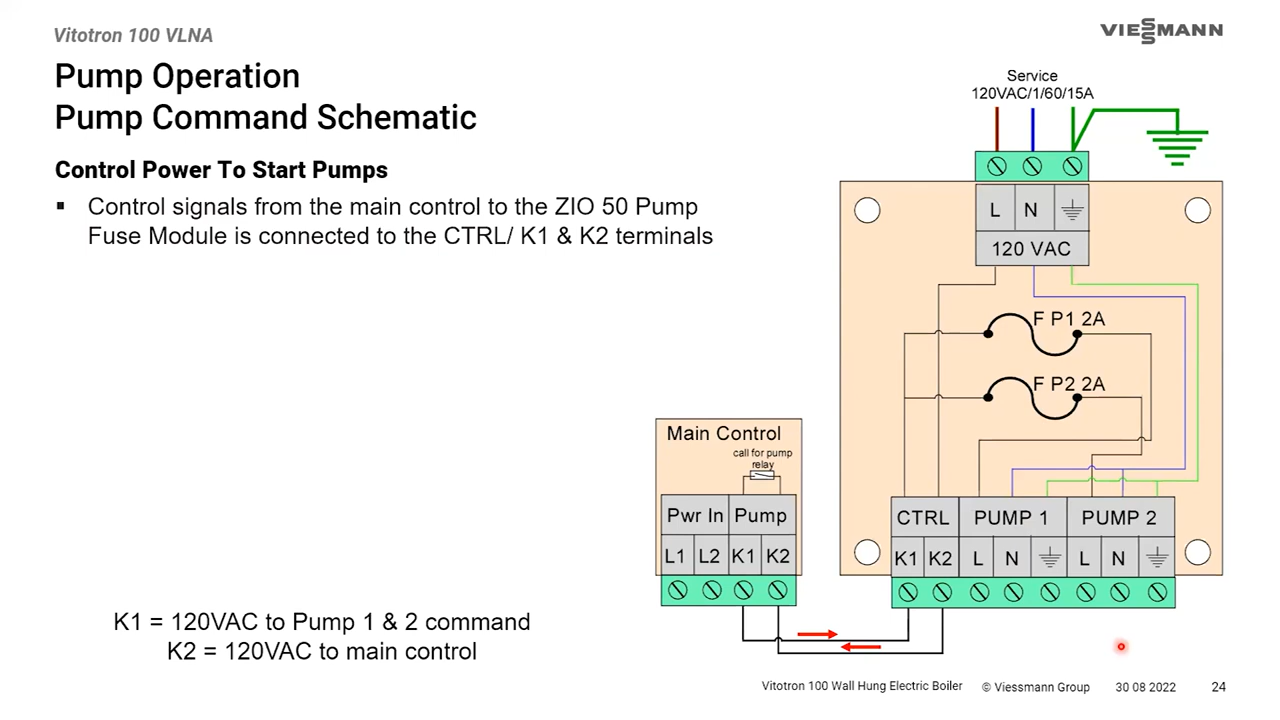 Vitotron 100 VLNA
VIESSMANN
Pump Operation
Pump Command Schematic
Control Power To Start Pumps
▪ Control signals from the main control to the ZIO 50 Pump
Fuse Module is connected to the CTRL/ K1 & K2 terminals
Service
120VAC/1/60/15A
L N
120 VAC
F P1 2A
F P2 2A
Main Control
call for pump
relay
Pwr In Pump
L1 L2 K1 K2
CTRL PUMP 1 PUMP 2
K1 K2 L N L N
K1 = 120VAC to Pump 1 & 2 command
K2 = 120VAC to main control
Vitotron 100 Wall Hung Electric Boiler © Viessmann Group 30 08 2022 24